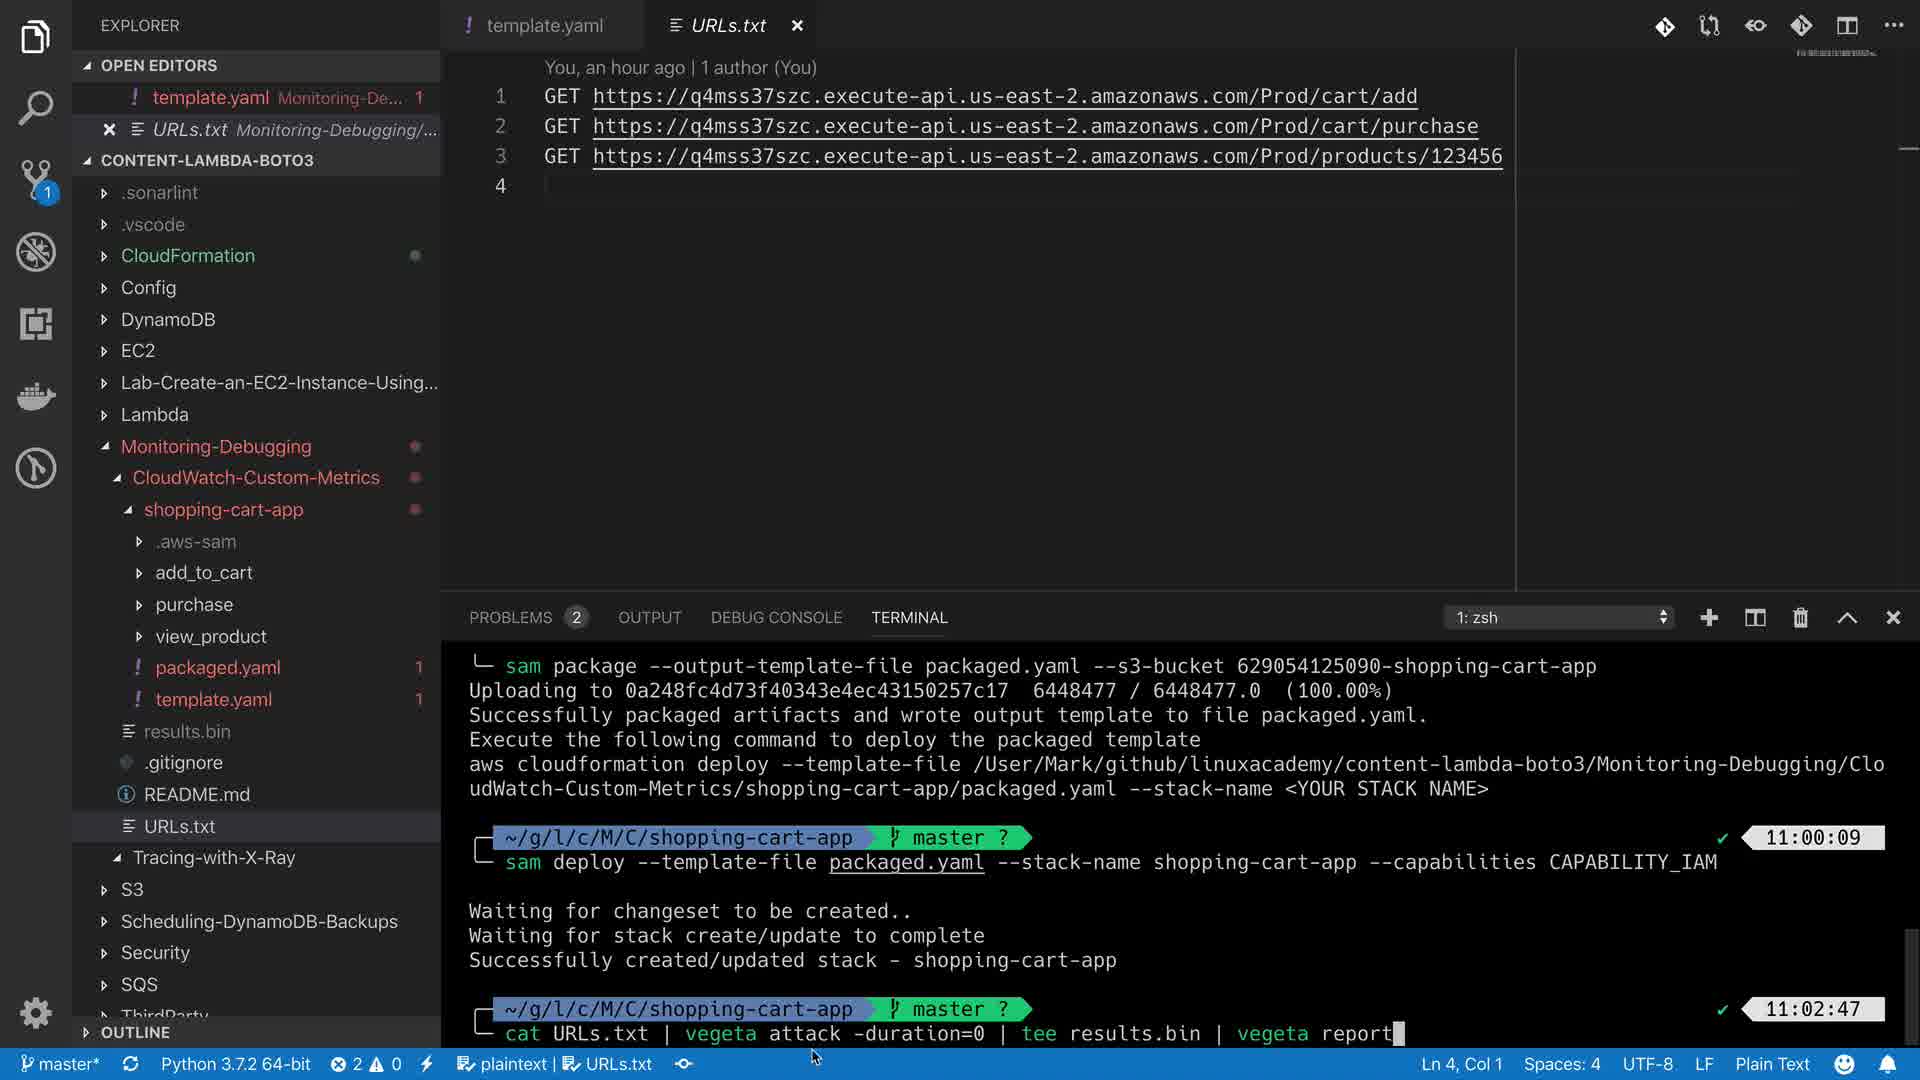 EXPLORER
OPEN EDITORS
! template.yaml Monitoring-De... 1
URLs.txt Monitoring-Debugging/...
CONTENT-LAMBDA-BOTO3
.sonarlint
.vscode
CloudFormation
Config
DynamoDB
EC2
Lab-Create-an-EC2-Instance-Using...
Lambda
Monitoring-Debugging
CloudWatch-Custom-Metrics
shopping-cart-app
.aws-sam
add_to_cart
purchase
view_product
! packaged.yaml 1
! template.yaml 1
results.bin
.gitignore
README.md
URLs.txt
Tracing-with-X-Ray
S3
Scheduling-DynamoDB-Backups
Security
SQS
ThirdParty
OUTLINE
1
! template.yaml
URLs.txt
You, an hour ago | 1 author (You)
1 GET https://q4mss37szc.execute-api.us-east-2.amazonaws.com/Prod/cart/add
2 GET https://q4mss37szc.execute-api.us-east-2.amazonaws.com/Prod/cart/purchase
3 GET https://q4mss37szc.execute-api.us-east-2.amazonaws.com/Prod/products/123456
4
PROBLEMS 2 OUTPUT DEBUG CONSOLE TERMINAL 1: zsh
sam package --output-template-file packaged.yaml --s3-bucket 629054125090-shopping-cart-app
Uploading to 0a248fc4d73f40343e4ec43150257c17 6448477 / 6448477.0 (100.00%)
Successfully packaged artifacts and wrote output template to file packaged.yaml.
Execute the following command to deploy the packaged template
aws cloudformation deploy --template-file /User/Mark/github/linuxacademy/content-lambda-boto3/Monitoring-Debugging/Clo
udWatch-Custom-Metrics/shopping-cart-app/packaged.yaml --stack-name <YOUR STACK NAME>
~/g/l/c/M/C/shopping-cart-app master ? ✔ 11:00:09
sam deploy --template-file packaged.yaml --stack-name shopping-cart-app --capabilities CAPABILITY_IAM
Waiting for changeset to be created..
Waiting for stack create/update to complete
Successfully created/updated stack - shopping-cart-app
~/g/l/c/M/C/shopping-cart-app master ? ✔ 11:02:47
cat URLs.txt | vegeta attack -duration=0 | tee results.bin | vegeta report
master* Python 3.7.2 64-bit 2 0 plaintext | URLs.txt Ln 4, Col 1 Spaces: 4 UTF-8 LF Plain Text